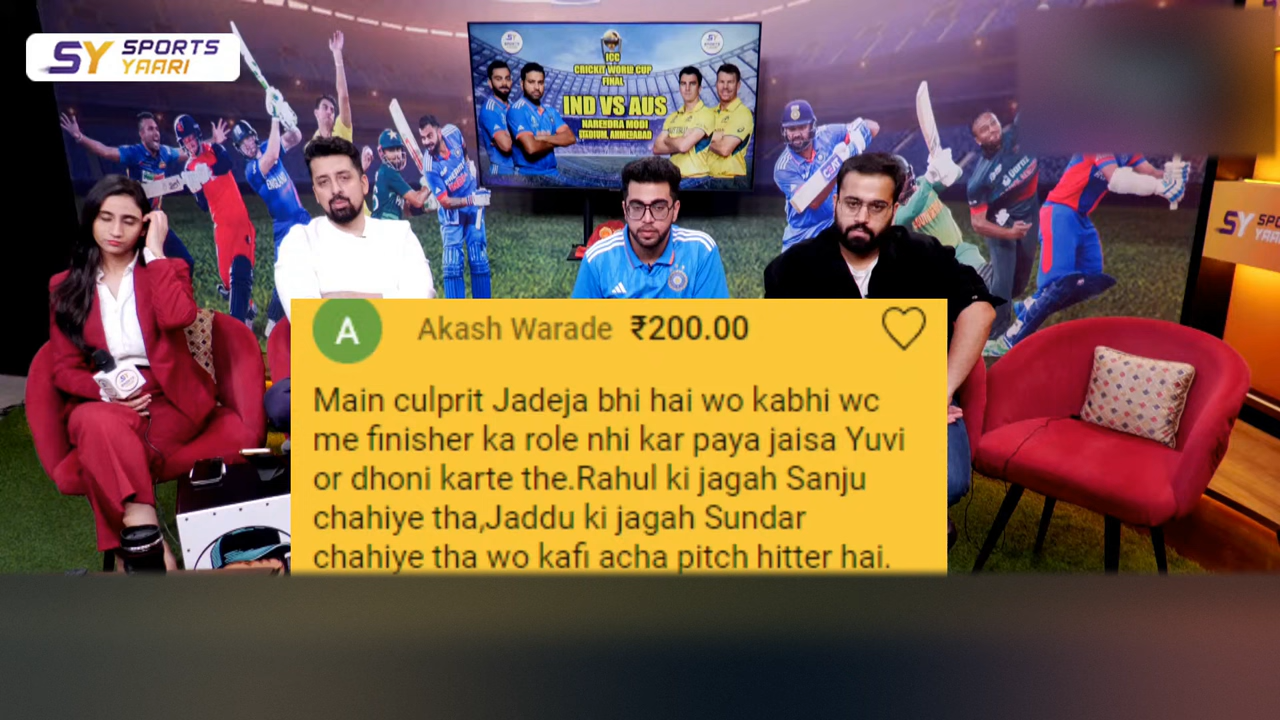 SY SPORTS
YAARI
ICC
CRICKET WORLD CUP
FINAL
IND VS AUS
NARENDRA MODI
STADIUM, AHMEDABAD
ENGLAND
SY SPORTS
YAARI
A Akash Warade ₹200.00
Main culprit Jadeja bhi hai wo kabhi wc
me finisher ka role nhi kar paya jaisa Yuvi
or dhoni karte the.Rahul ki jagah Sanju
chahiye tha,Jaddu ki jagah Sundar
chahiye tha wo kafi acha pitch hitter hai.